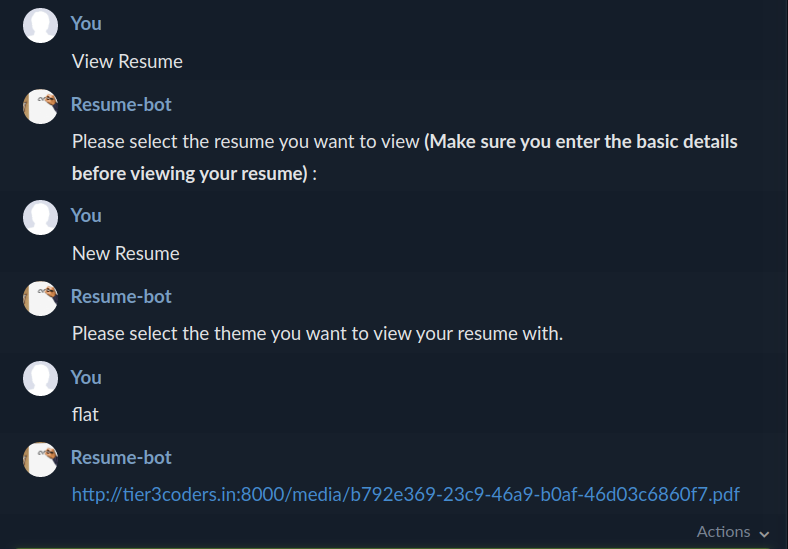 You
View Resume
Resume-bot
Please select the resume you want to view (Make sure you enter the basic details
before viewing your resume) :
You
New Resume
Resume-bot
Please select the theme you want to view your resume with.
You
flat
Resume-bot
http://tier3coders.in:8000/media/b792e369-23c9-46a9-b0af-46d03c6860f7.pdf
Actions